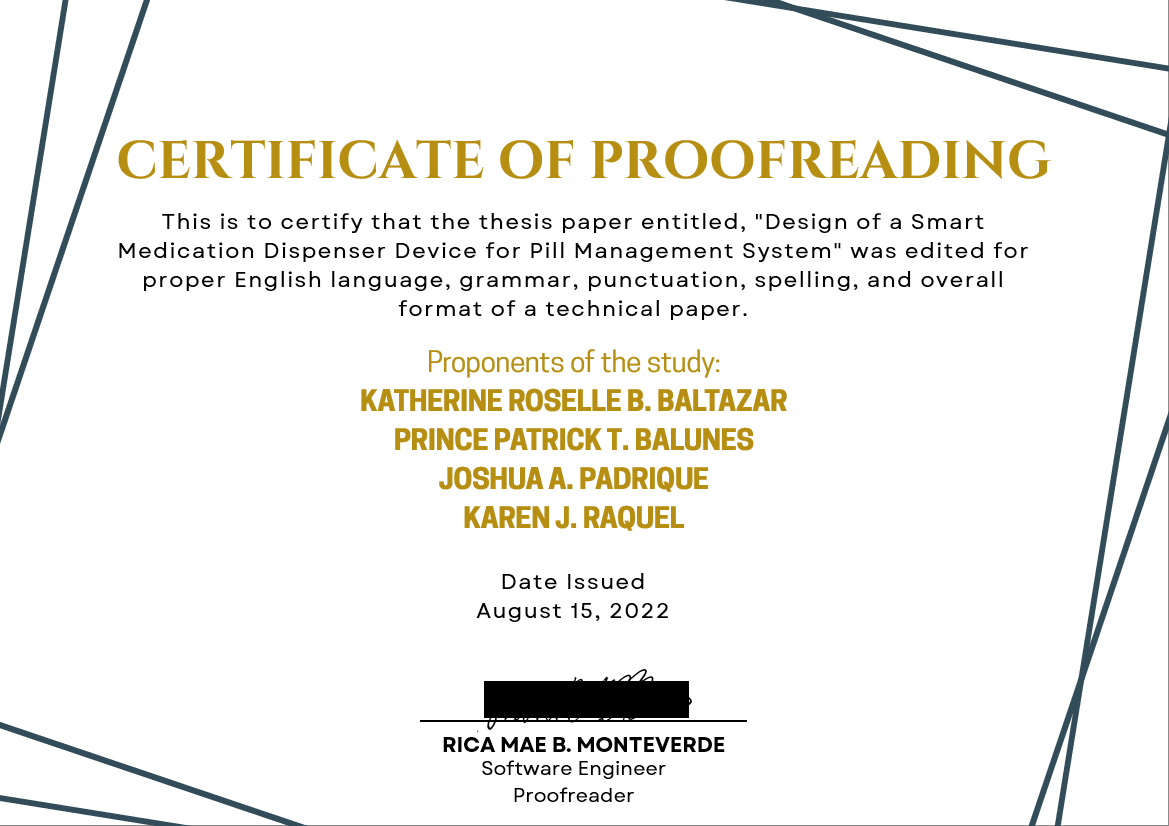 CERTIFICATE OF PROOFREADING
This is to certify that the thesis paper entitled, "Design of a Smart
Medication Dispenser Device for Pill Management System" was edited for
proper English language, grammar, punctuation, spelling, and overall
format of a technical paper.
Proponents of the study:
KATHERINE ROSELLE B. BALTAZAR
PRINCE PATRICK T. BALUNES
JOSHUA A. PADRIQUE
KAREN J. RAQUEL
Date Issued
August 15, 2022
RICA MAE B. MONTEVERDE
Software Engineer
Proofreader